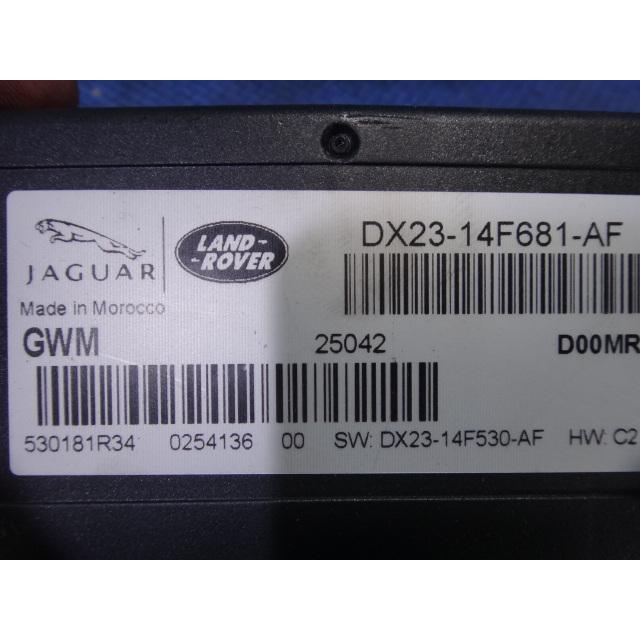 JAGUAR
LAND-
-ROVER
DX23-14F681-AF
Made in Morocco
GWM 25042 D00MR
530181R34 0254136 00 SW: DX23-14F530-AF HW: C2